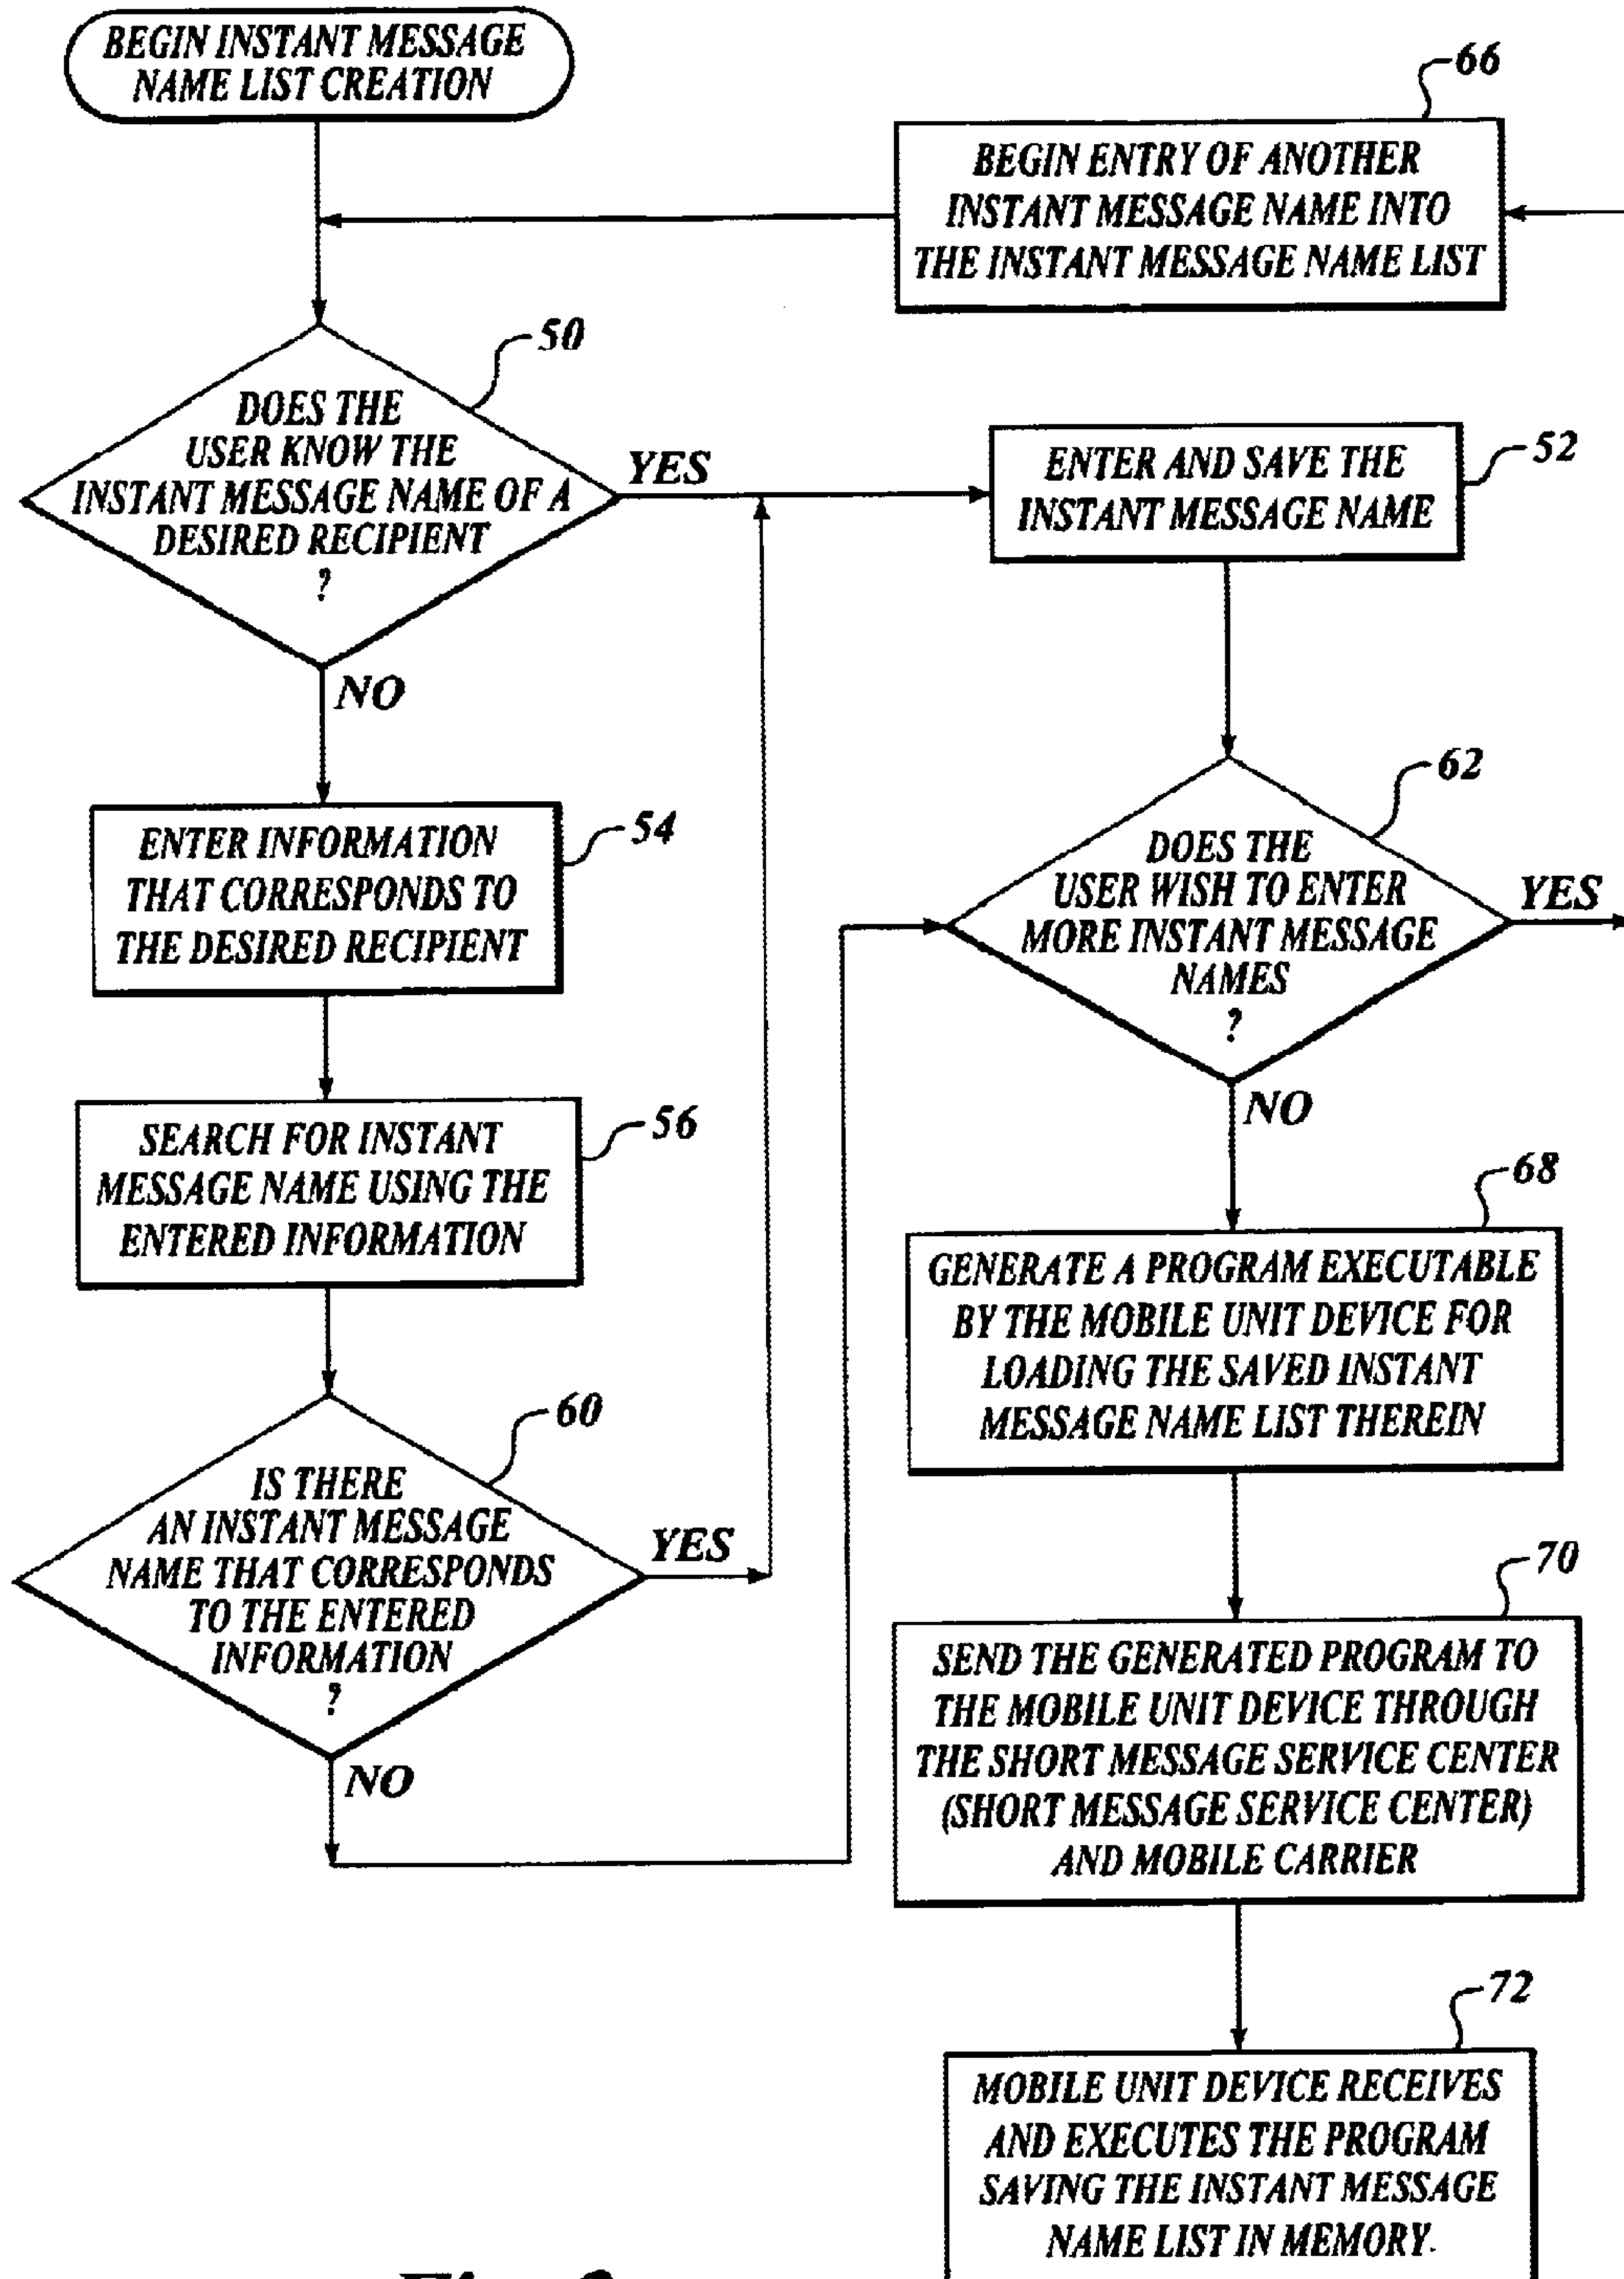 BEGIN INSTANT MESSAGE
NAME LIST CREATION
66
BEGIN ENTRY OF ANOTHER
INSTANT MESSAGE NAME INTO
THE INSTANT MESSAGE NAME LIST
50
DOES THE
USER KNOW THE
INSTANT MESSAGE NAME OF A
DESIRED RECIPIENT
?
YES
NO
52
ENTER AND SAVE THE
INSTANT MESSAGE NAME
54
ENTER INFORMATION
THAT CORRESPONDS TO
THE DESIRED RECIPIENT
56
SEARCH FOR INSTANT
MESSAGE NAME USING THE
ENTERED INFORMATION
60
IS THERE
AN INSTANT MESSAGE
NAME THAT CORRESPONDS
TO THE ENTERED
INFORMATION
?
YES
NO
62
DOES THE
USER WISH TO ENTER
MORE INSTANT MESSAGE
NAMES
?
YES
NO
68
GENERATE A PROGRAM EXECUTABLE
BY THE MOBILE UNIT DEVICE FOR
LOADING THE SAVED INSTANT
MESSAGE NAME LIST THEREIN
70
SEND THE GENERATED PROGRAM TO
THE MOBILE UNIT DEVICE THROUGH
THE SHORT MESSAGE SERVICE CENTER
(SHORT MESSAGE SERVICE CENTER)
AND MOBILE CARRIER
72
MOBILE UNIT DEVICE RECEIVES
AND EXECUTES THE PROGRAM
SAVING THE INSTANT MESSAGE
NAME LIST IN MEMORY.